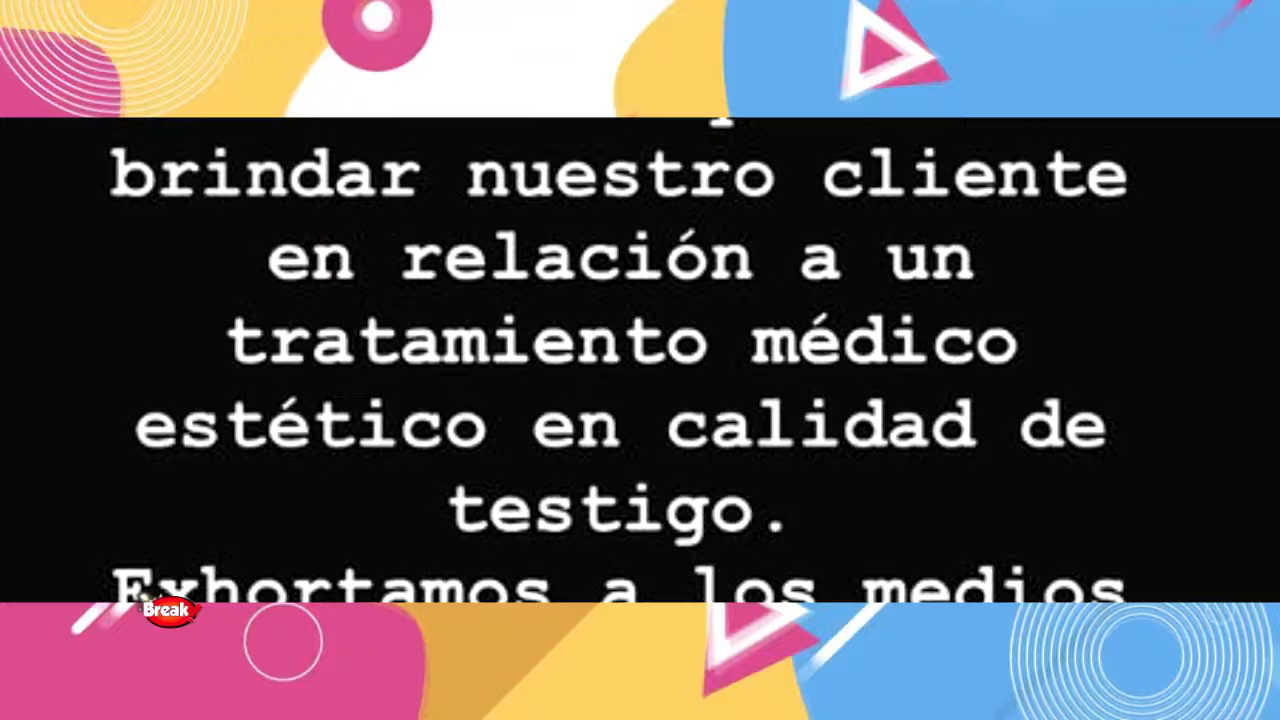 brindar nuestro cliente
en relación a un
tratamiento médico
estético en calidad de
testigo.
Exhortamos a los medios
Break